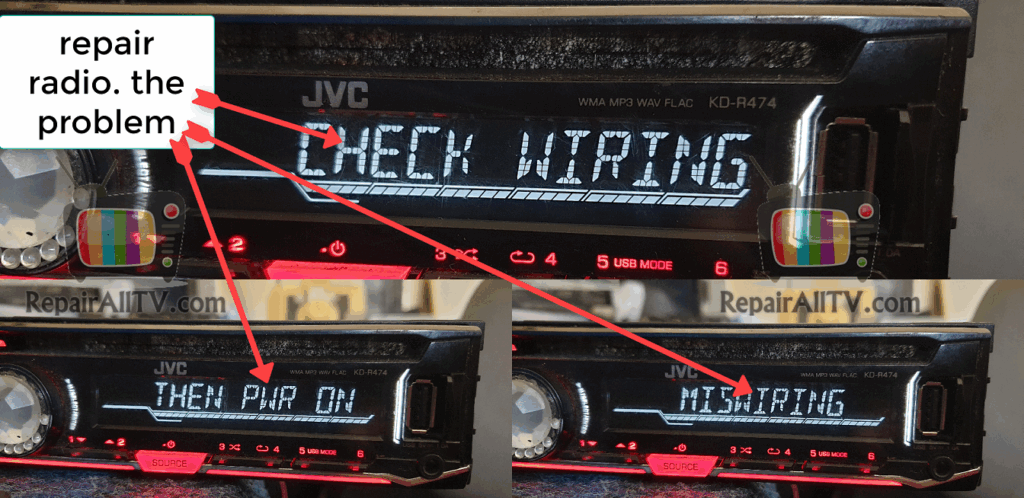 repair
radio. the
problem
JVC
WMA MP3 WAV FLAC KD-R474
CHECK WIRING
2
3
4
5 USB MODE
6
RepairAllTV.com
RepairAllTV.com
JVC
WMA MP3 WAV FLAC KD-R474
THEN PWR ON
1 2 3 4 5 USB MODE 6
SOURCE
JVC
WMA MP3 WAV FLAC KD-R474
MISWIRING
1 2 3 4 5 USB MODE 6
SOURCE